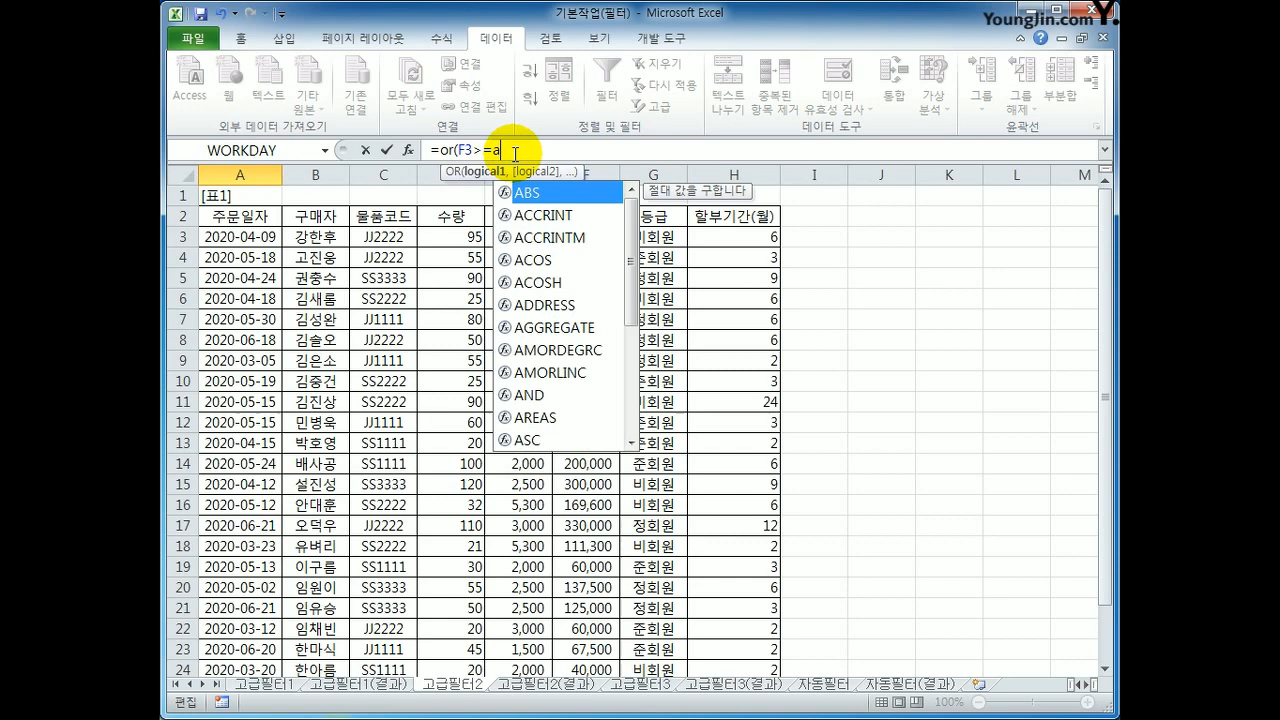 기본작업(필터) - Microsoft Excel
YoungJin.com Y.
파일 홈 삽입 페이지 레이아웃 수식 데이터 검토 보기 개발 도구
Access 웹 텍스트 기타 원본 기존 연결 모두 새로 고침 연결 속성 연결 편집 정렬 필터 지우기 다시 적용 고급 텍스트 나누기 중복된 항목 제거 데이터 유효성 검사 통합 가상 분석 그룹 그룹 해제 부분합
외부 데이터 가져오기 연결 정렬 및 필터 데이터 도구 윤곽선
WORKDAY =or(F3>=a
OR(logical1, [logical2], ...)
A B C D F G H I J K L M
ABS 절대 값을 구합니다
ACCRINT
ACCRINTM
ACOS
ACOSH
ADDRESS
AGGREGATE
AMORDEGRC
AMORLINC
AND
AREAS
ASC
1 [표1]
2 주문일자 구매자 물품코드 수량 등급 할부기간(월)
3 2020-04-09 강한후 JJ2222 95 비회원 6
4 2020-05-18 고진웅 JJ2222 55 준회원 3
5 2020-04-24 권충수 SS3333 90 정회원 9
6 2020-04-18 김새롬 SS2222 25 비회원 6
7 2020-05-30 김성완 JJ1111 80 준회원 6
8 2020-06-18 김솔오 JJ2222 50 정회원 6
9 2020-03-05 김은소 JJ1111 55 준회원 2
10 2020-05-19 김중건 SS2222 25 준회원 3
11 2020-04-15 김진상 SS2222 90 비회원 24
12 2020-05-15 민병욱 JJ1111 60 준회원 3
13 2020-04-15 박호영 SS1111 20 준회원 2
14 2020-05-24 배사공 SS1111 100 2,000 200,000 준회원 6
15 2020-04-12 설진성 SS3333 120 2,500 300,000 비회원 9
16 2020-05-12 안대훈 SS2222 32 5,300 169,600 비회원 6
17 2020-06-21 오덕우 JJ2222 110 3,000 330,000 정회원 12
18 2020-03-23 유벼리 SS2222 21 5,300 111,300 비회원 2
19 2020-05-13 이구름 SS1111 30 2,000 60,000 준회원 3
20 2020-05-02 임원이 SS3333 55 2,500 137,500 정회원 6
21 2020-06-21 임유승 SS3333 50 2,500 125,000 정회원 3
22 2020-03-12 임채빈 JJ2222 20 3,000 60,000 준회원 2
23 2020-06-20 한마식 JJ1111 45 1,500 67,500 준회원 2
24 2020-03-20 한아름 SS1111 20 2,000 40,000 비회원 2
고급필터1 고급필터1(결과) 고급필터2 고급필터2(결과) 고급필터3 고급필터3(결과) 자동필터 자동필터(결과)
편집 100%